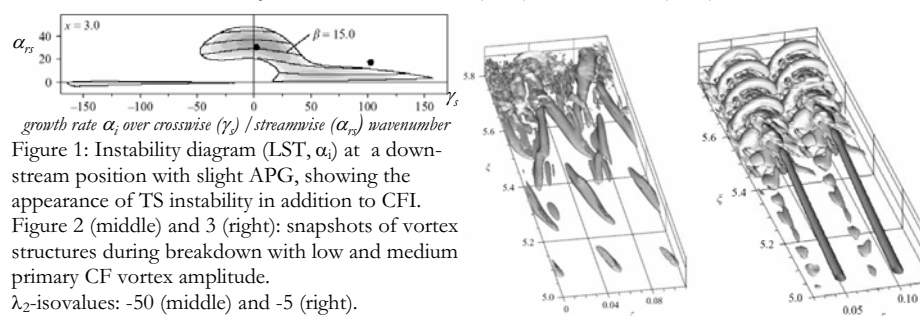 x = 3.0
β = 15.0
α_rs
40
20
0
−150
−100
−50
0
50
100
150
γ_s
growth rate α_i over crosswise (γ_s) / streamwise (α_rs) wavenumber
Figure 1: Instability diagram (LST, α_i) at a down-
stream position with slight APG, showing the
appearance of TS instability in addition to CFI.
Figure 2 (middle) and 3 (right): snapshots of vortex
structures during breakdown with low and medium
primary CF vortex amplitude.
λ_2-isovalues: -50 (middle) and -5 (right).
5.8
5.6
ξ
5.4
5.2
5.0
0
0.04
0.08
5.8
5.6
5.4
ξ
5.2
5.0
0.05
0.10